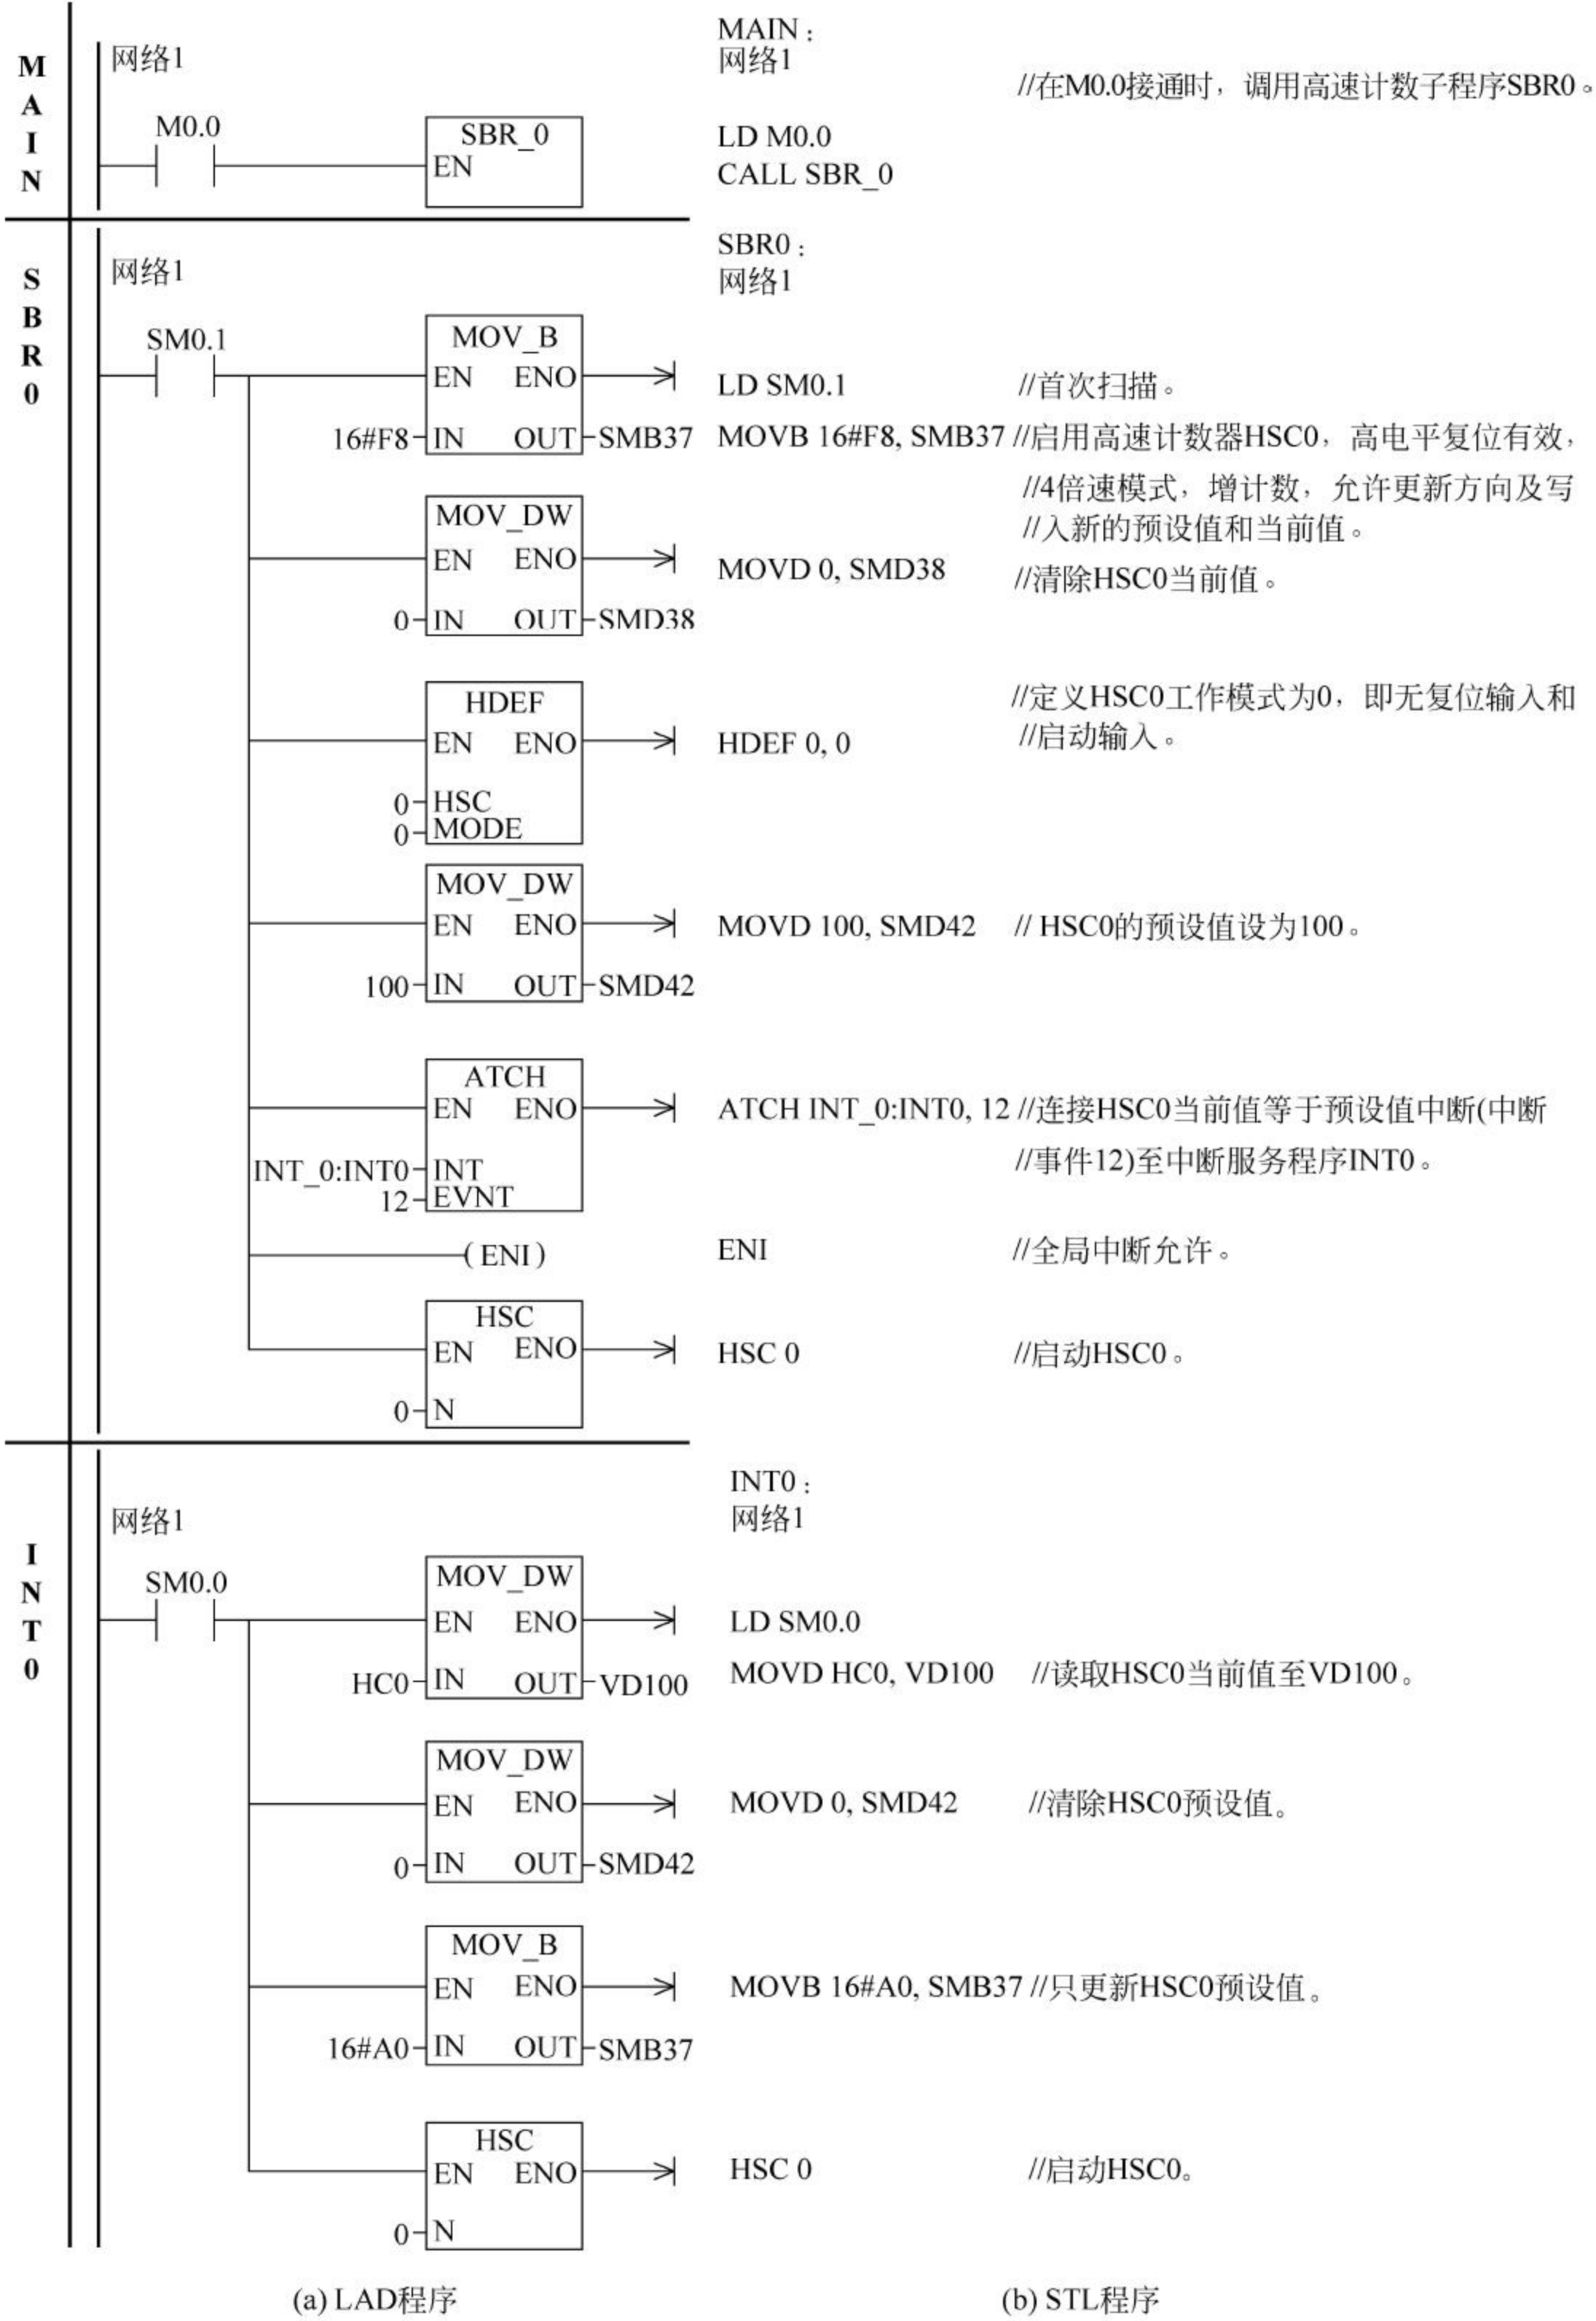 MAIN
网络1
M0.0
SBR_0
EN
MAIN：
网络1
//在M0.0接通时，调用高速计数子程序SBR0。
LD M0.0
CALL SBR_0
SBR0
网络1
SM0.1
MOV_B
EN ENO
16#F8 IN OUT SMB37
MOV_DW
EN ENO
0 IN OUT SMD38
HDEF
EN ENO
0 HSC
0 MODE
MOV_DW
EN ENO
100 IN OUT SMD42
ATCH
EN ENO
INT_0:INT0 INT
12 EVNT
( ENI )
HSC
EN ENO
0 N
SBR0：
网络1
LD SM0.1 //首次扫描。
MOVB 16#F8, SMB37 //启用高速计数器HSC0，高电平复位有效，
//4倍速模式，增计数，允许更新方向及写
//入新的预设值和当前值。
MOVD 0, SMD38 //清除HSC0当前值。
//定义HSC0工作模式为0，即无复位输入和
HDEF 0, 0 //启动输入。
MOVD 100, SMD42 // HSC0的预设值设为100。
ATCH INT_0:INT0, 12 //连接HSC0当前值等于预设值中断(中断
//事件12)至中断服务程序INT0。
ENI //全局中断允许。
HSC 0 //启动HSC0。
INT0
网络1
SM0.0
MOV_DW
EN ENO
HC0 IN OUT VD100
MOV_DW
EN ENO
0 IN OUT SMD42
MOV_B
EN ENO
16#A0 IN OUT SMB37
HSC
EN ENO
0 N
INT0：
网络1
LD SM0.0
MOVD HC0, VD100 //读取HSC0当前值至VD100。
MOVD 0, SMD42 //清除HSC0预设值。
MOVB 16#A0, SMB37 //只更新HSC0预设值。
HSC 0 //启动HSC0。
(a) LAD程序
(b) STL程序